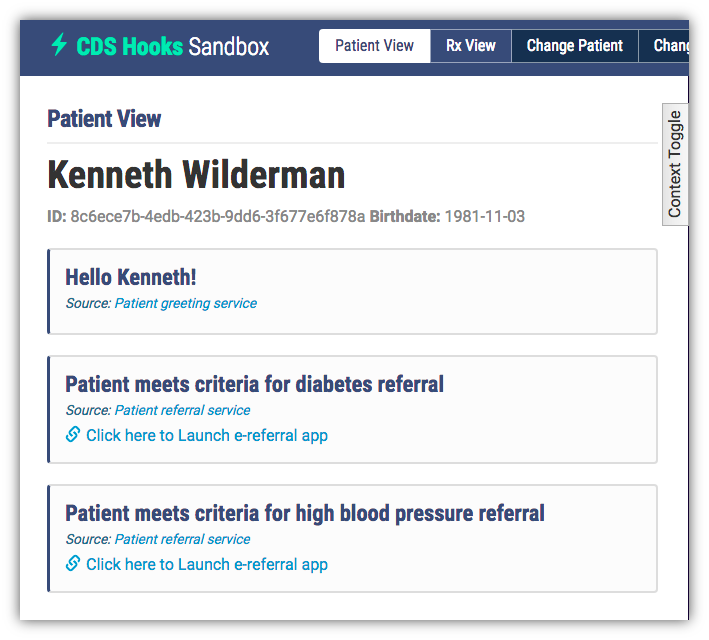 CDS Hooks Sandbox
Patient View
Rx View
Change Patient
Chang
Context Toggle
Patient View
Kenneth Wilderman
ID: 8c6ece7b-4edb-423b-9dd6-3f677e6f878a Birthdate: 1981-11-03
Hello Kenneth!
Source: Patient greeting service
Patient meets criteria for diabetes referral
Source: Patient referral service
Click here to Launch e-referral app
Patient meets criteria for high blood pressure referral
Source: Patient referral service
Click here to Launch e-referral app